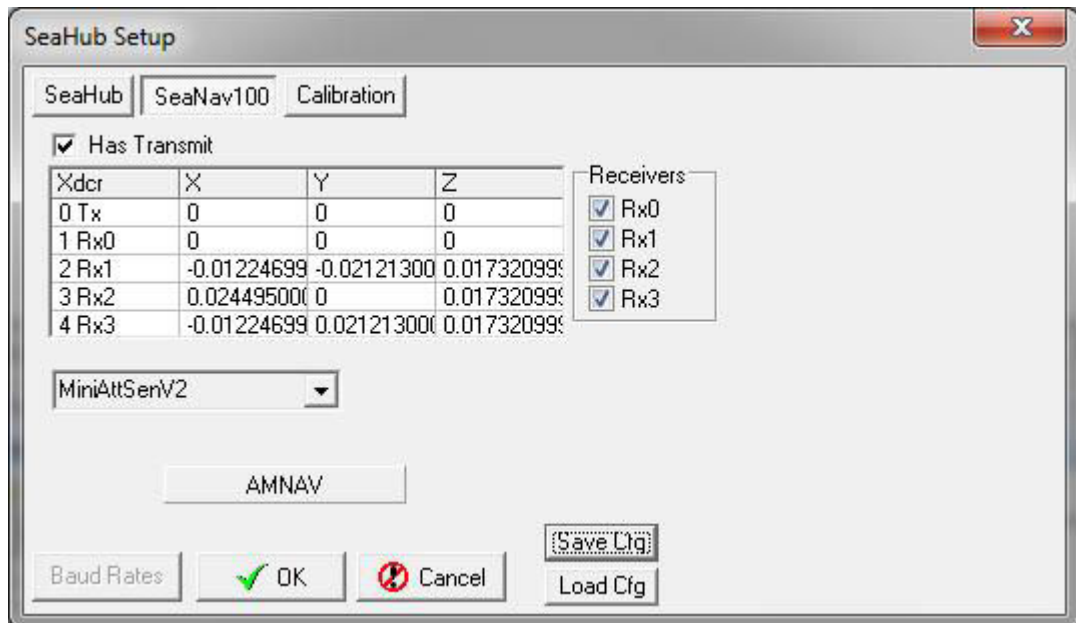 SeaHub Setup
SeaHub SeaNav100 Calibration
Has Transmit
Xdcr X Y Z
0 Tx 0 0 0
1 Rx0 0 0 0
2 Rx1 -0.01224699 -0.02121300 0.01732099
3 Rx2 0.02449500 0 0.01732099
4 Rx3 -0.01224699 0.02121300 0.01732099
Receivers
Rx0
Rx1
Rx2
Rx3
MiniAttSenV2
AMNAV
Save Cfg
Baud Rates OK Cancel
Load Cfg